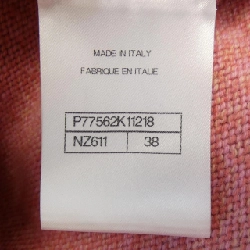 MADE IN ITALY
FABRIQUE EN ITALIE
P77562K11218
NZ611 38